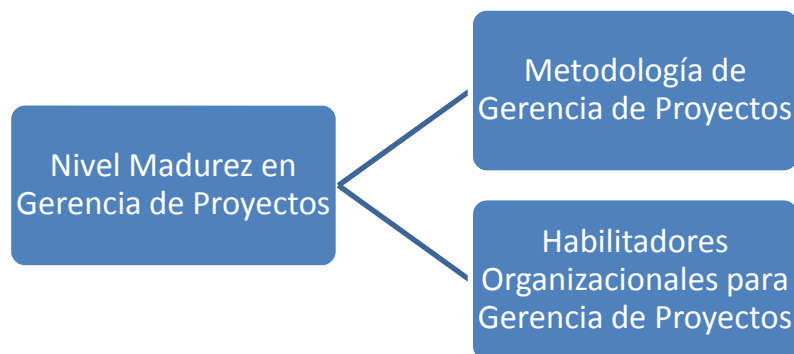 Nivel Madurez en
Gerencia de Proyectos
Metodología de
Gerencia de Proyectos
Habilitadores
Organizacionales para
Gerencia de Proyectos